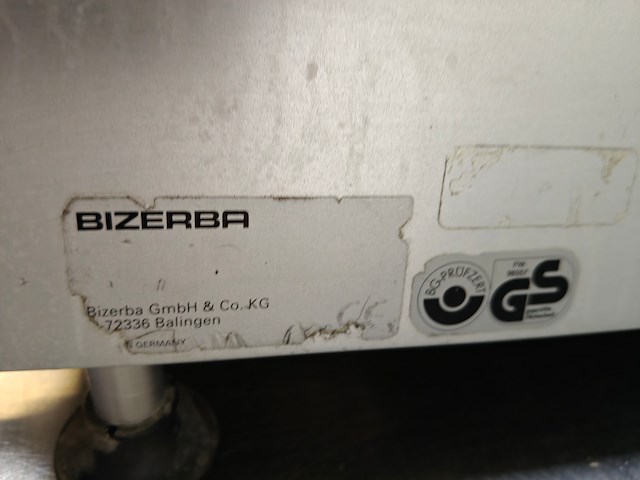 BIZERBA
Bizerba GmbH & Co. KG
-72336 Balingen
GERMANY
BG-PRÜFZERT
GS